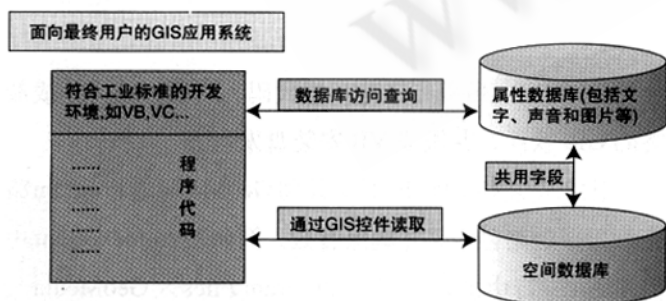 面向最终用户的GIS应用系统
符合工业标准的开发
环境,如VB,VC...
...... 程
...... 序
...... 代
...... 码
......
数据库访问查询
属性数据库(包括文
字、声音和图片等)
共用字段
通过GIS控件读取
空间数据库